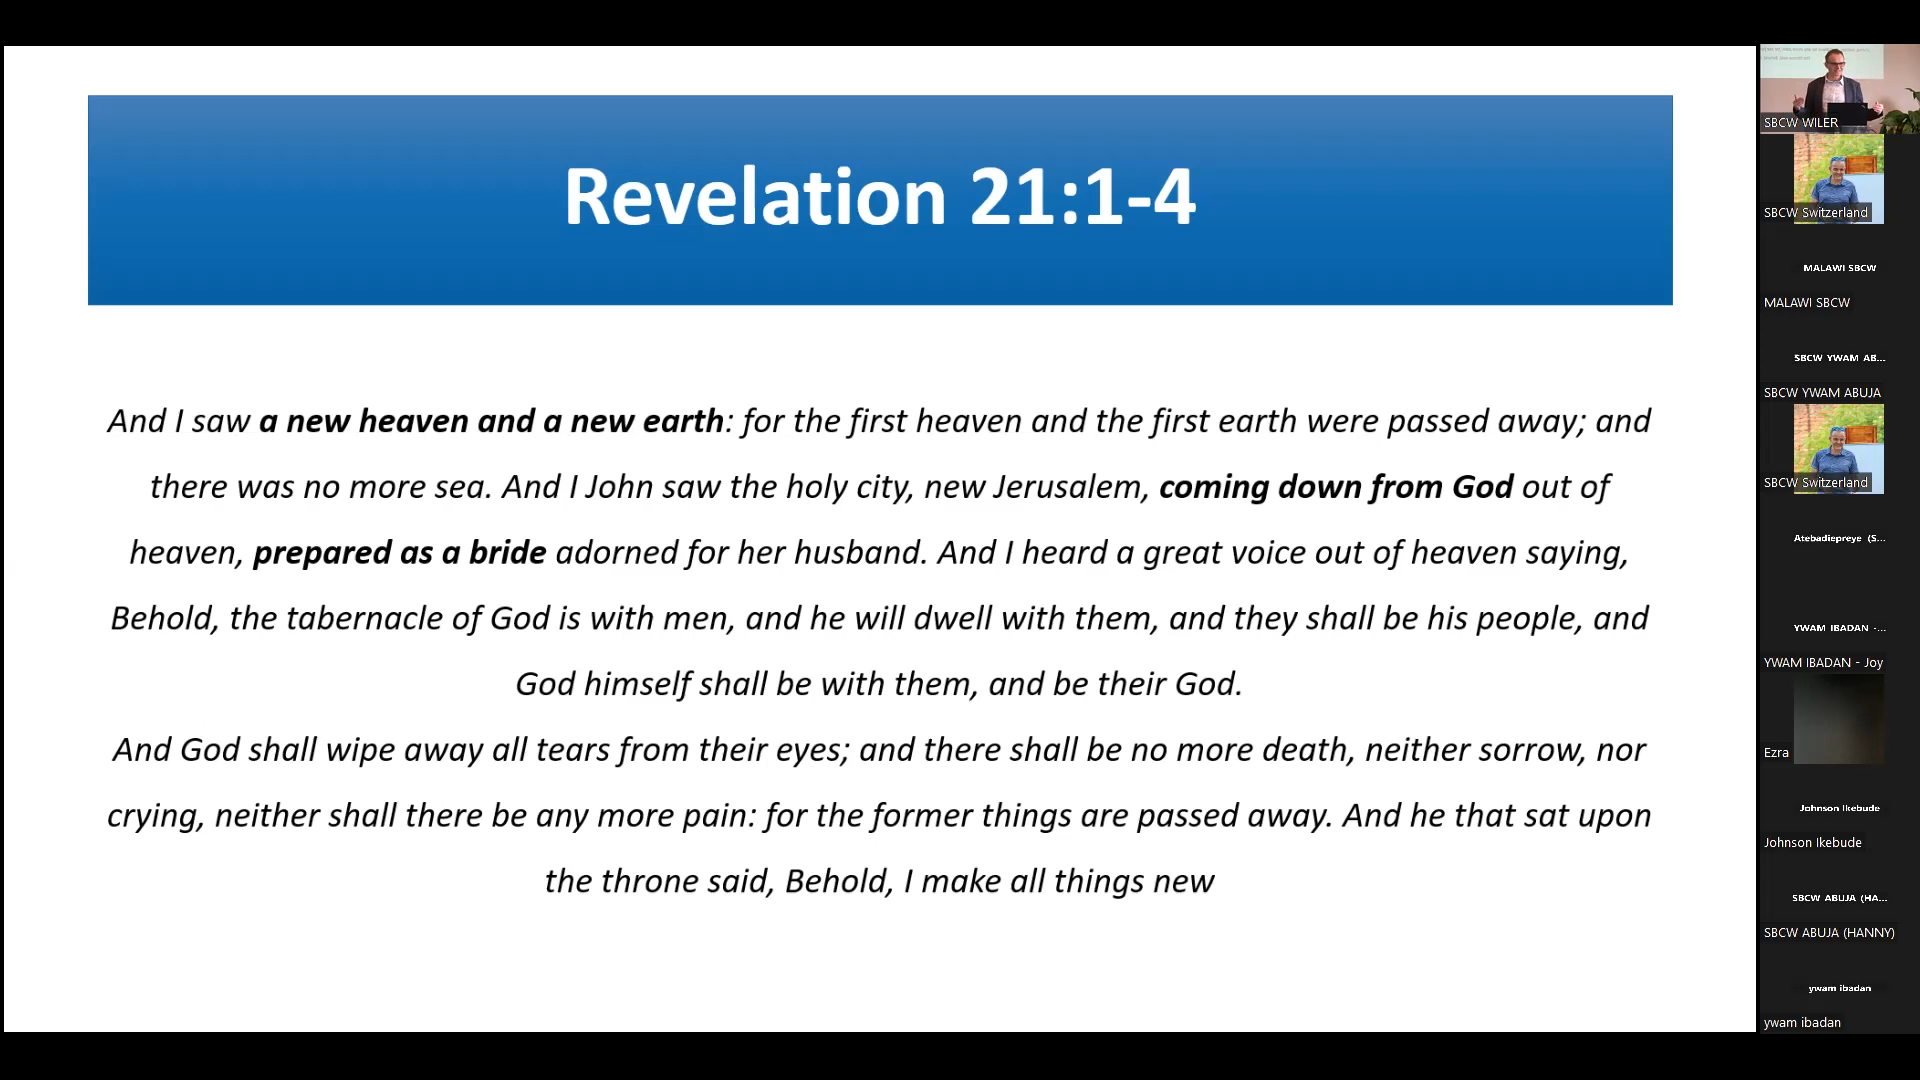 Revelation 21:1-4
And I saw a new heaven and a new earth: for the first heaven and the first earth were passed away; and
there was no more sea. And I John saw the holy city, new Jerusalem, coming down from God out of
heaven, prepared as a bride adorned for her husband. And I heard a great voice out of heaven saying,
Behold, the tabernacle of God is with men, and he will dwell with them, and they shall be his people, and
God himself shall be with them, and be their God.
And God shall wipe away all tears from their eyes; and there shall be no more death, neither sorrow, nor
crying, neither shall there be any more pain: for the former things are passed away. And he that sat upon
the throne said, Behold, I make all things new
SBCW WILER
SBCW Switzerland
MALAWI SBCW
MALAWI SBCW
SBCW YWAM AB...
SBCW YWAM ABUJA
SBCW Switzerland
Atebadiepreye (S...
YWAM IBADAN -...
YWAM IBADAN - Joy
Ezra
Johnson Ikebude
Johnson Ikebude
SBCW ABUJA (HA...
SBCW ABUJA (HANNY)
ywam ibadan
ywam ibadan